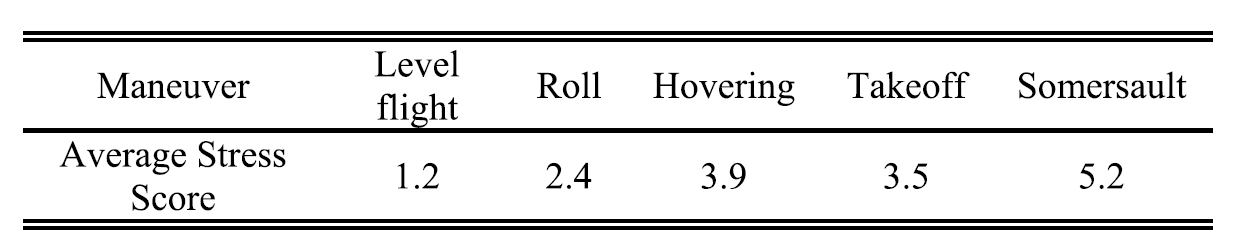 Maneuver Level flight Roll Hovering Takeoff Somersault
Average Stress Score 1.2 2.4 3.9 3.5 5.2